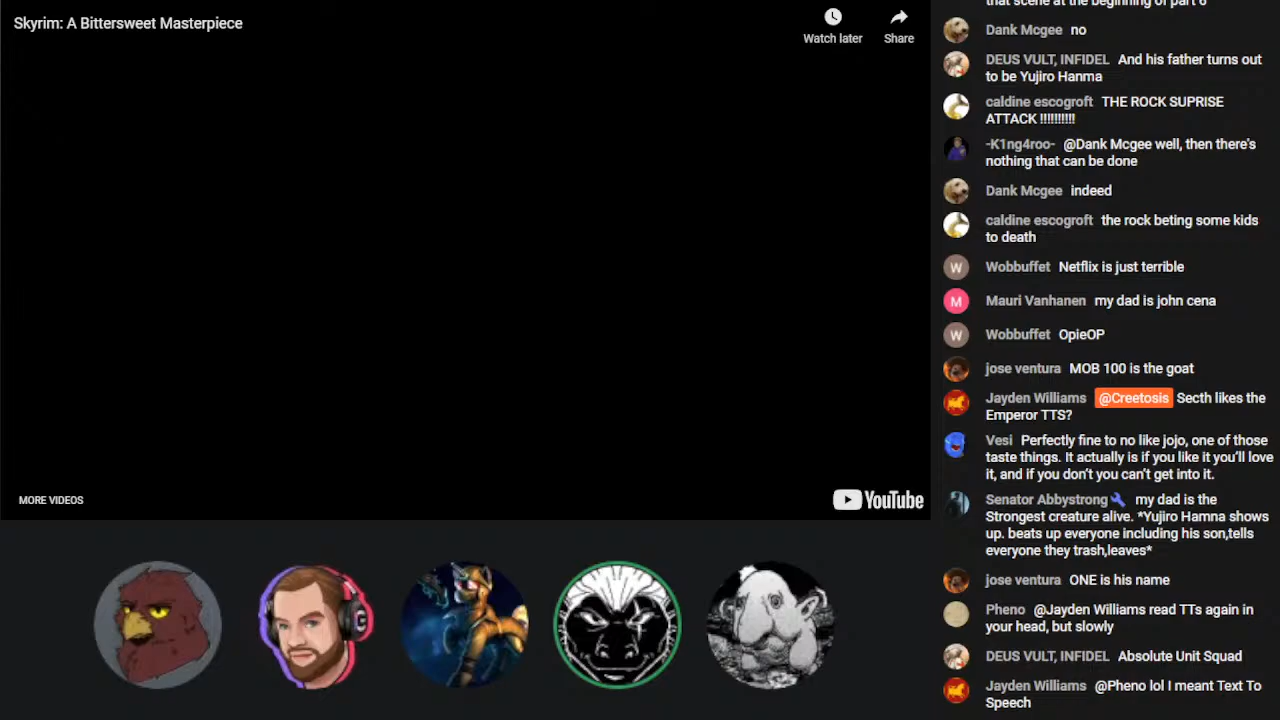 Skyrim: A Bittersweet Masterpiece
Watch later
Share
MORE VIDEOS
YouTube
that scene at the beginning of part 6
Dank Mcgee no
DEUS VULT, INFIDEL And his father turns out
to be Yujiro Hanma
caldine escogroft THE ROCK SUPRISE
ATTACK !!!!!!!!!!
-K1ng4roo- @Dank Mcgee well, then there's
nothing that can be done
Dank Mcgee indeed
caldine escogroft the rock beting some kids
to death
W
Wobbuffet Netflix is just terrible
M
Mauri Vanhanen my dad is john cena
W
Wobbuffet OpieOP
jose ventura MOB 100 is the goat
Jayden Williams @Creetosis Secth likes the
Emperor TTS?
Vesi Perfectly fine to no like jojo, one of those
taste things. It actually is if you like it you'll love
it, and if you don't you can't get into it.
Senator Abbystrong my dad is the
Strongest creature alive. *Yujiro Hamna shows
up. beats up everyone including his son,tells
everyone they trash,leaves*
jose ventura ONE is his name
Pheno @Jayden Williams read TTs again in
your head, but slowly
DEUS VULT, INFIDEL Absolute Unit Squad
Jayden Williams @Pheno lol I meant Text To
Speech